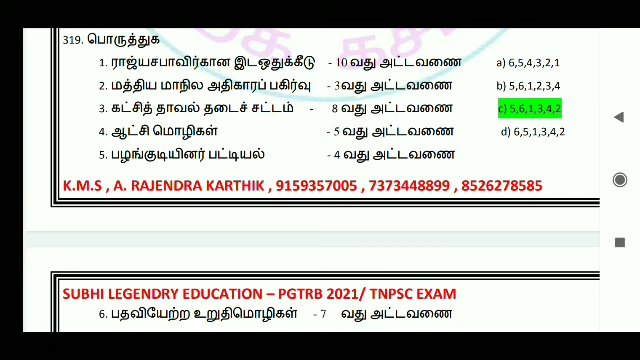 319. பொருத்துக
1. ராஜ்யசபாவிற்கான இடஒதுக்கீடு - 10 வது அட்டவணை a) 6,5,4,3,2,1
2. மத்திய மாநில அதிகாரப் பகிர்வு - 3வது அட்டவணை b) 5,6,1,2,3,4
3. கட்சித் தாவல் தடைச் சட்டம் - 8 வது அட்டவணை c) 5,6,1,3,4,2
4. ஆட்சி மொழிகள் - 5 வது அட்டவணை d) 6,5,1,3,4,2
5. பழங்குடியினர் பட்டியல் - 4 வது அட்டவணை
K.M.S , A. RAJENDRA KARTHIK , 9159357005 , 7373448899 , 8526278585
SUBHI LEGENDRY EDUCATION – PGTRB 2021/ TNPSC EXAM
6. பதவியேற்ற உறுதிமொழிகள் - 7 வது அட்டவணை